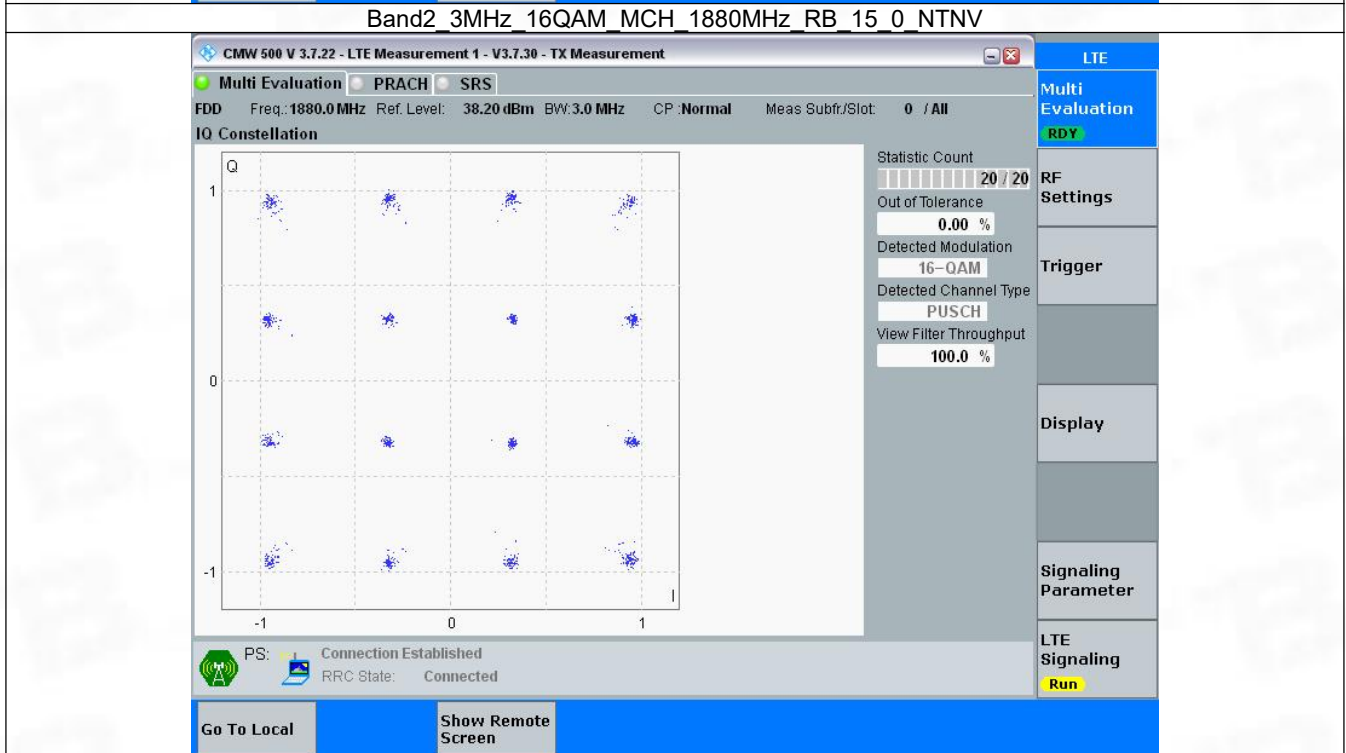 Band2_3MHz_16QAM_MCH_1880MHz_RB_15_0_NTNV
CMW 500 V 3.7.22 - LTE Measurement 1 - V3.7.30 - TX Measurement
LTE
Multi Evaluation PRACH SRS
Multi
Evaluation
RDY
FDD Freq.: 1880.0 MHz Ref. Level: 38.20 dBm BW: 3.0 MHz CP : Normal Meas Subfr./Slot: 0 / All
IQ Constellation
Q
1
0
-1
-1 0 1
I
Statistic Count
20 / 20
Out of Tolerance
0.00 %
Detected Modulation
16-QAM
Detected Channel Type
PUSCH
View Filter Throughput
100.0 %
RF
Settings
Trigger
Display
Signaling
Parameter
LTE
Signaling
Run
PS: Connection Established
RRC State: Connected
Go To Local
Show Remote
Screen